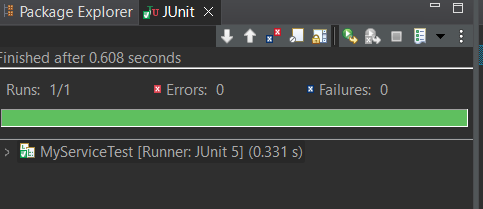 Package Explorer JUnit
Finished after 0.608 seconds
Runs: 1/1 Errors: 0 Failures: 0
MyServiceTest [Runner: JUnit 5] (0.331 s)